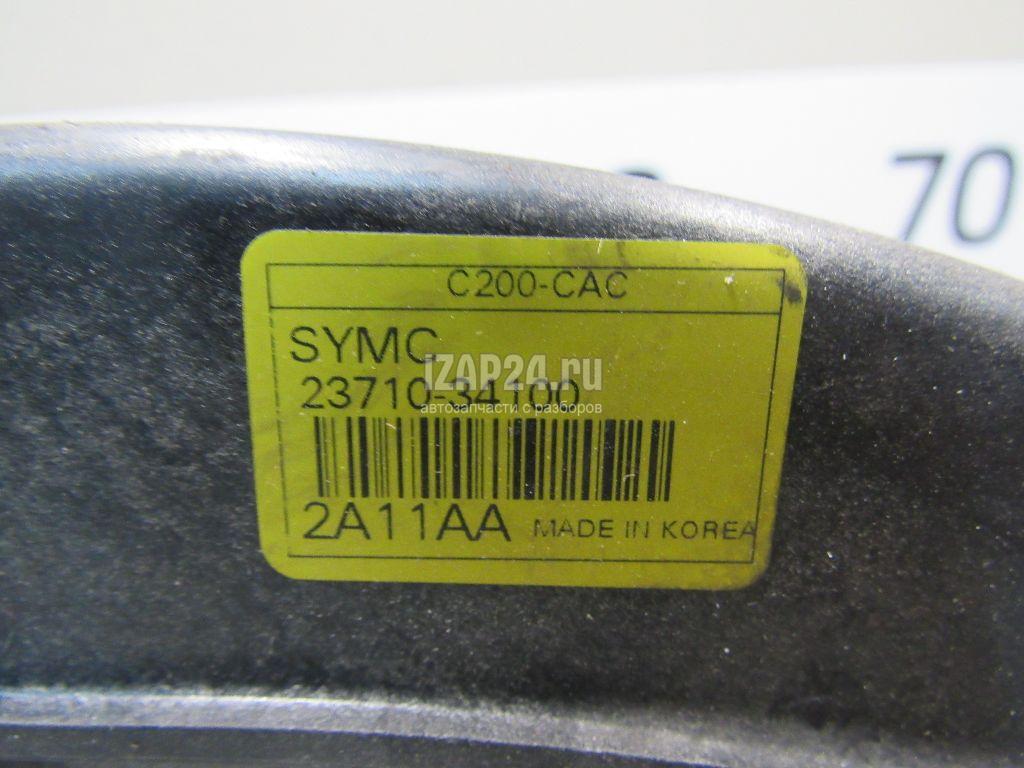 70
C200-CAC
SYMC
IZAP24.ru
23710-34100
автозапчасти с разборов
2A11AA MADE IN KOREA